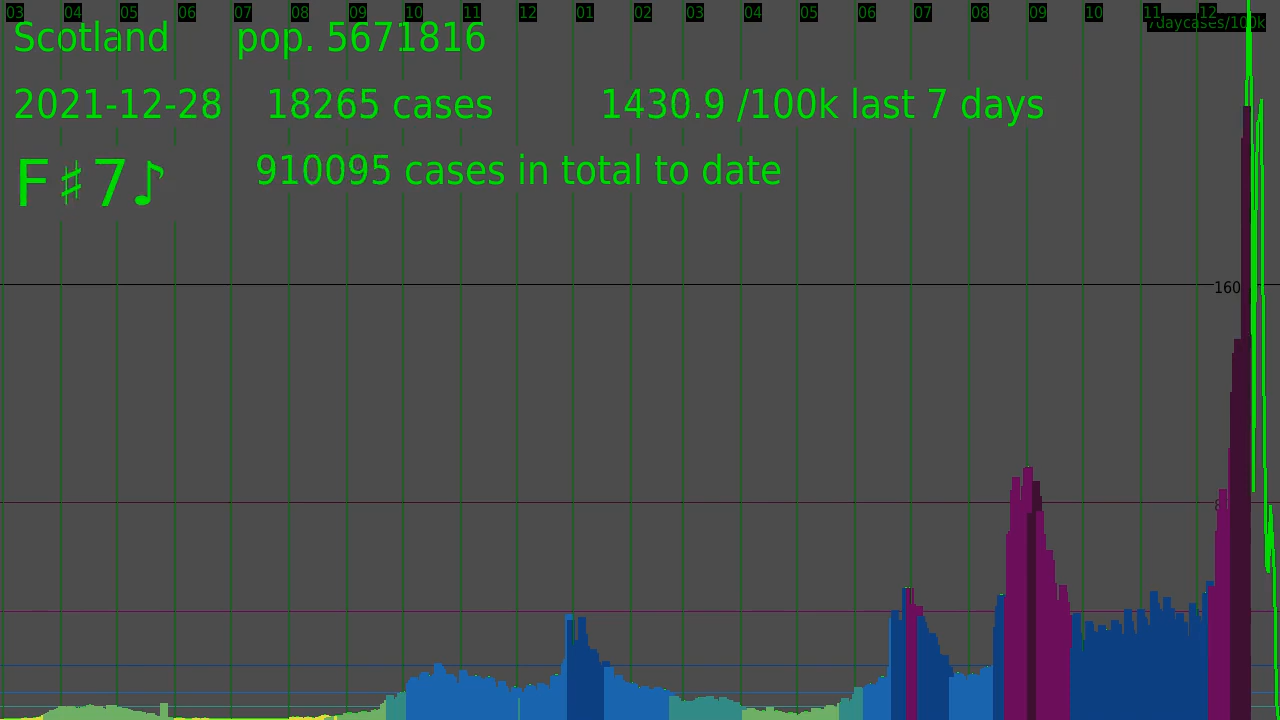 03 04 05 06 07 08 09 10 11 12 01 02 03 04 05 06 07 08 09 10 11 12
7daycases/100k
Scotland pop. 5671816
2021-12-28 18265 cases 1430.9 /100k last 7 days
F♯7♪ 910095 cases in total to date
160